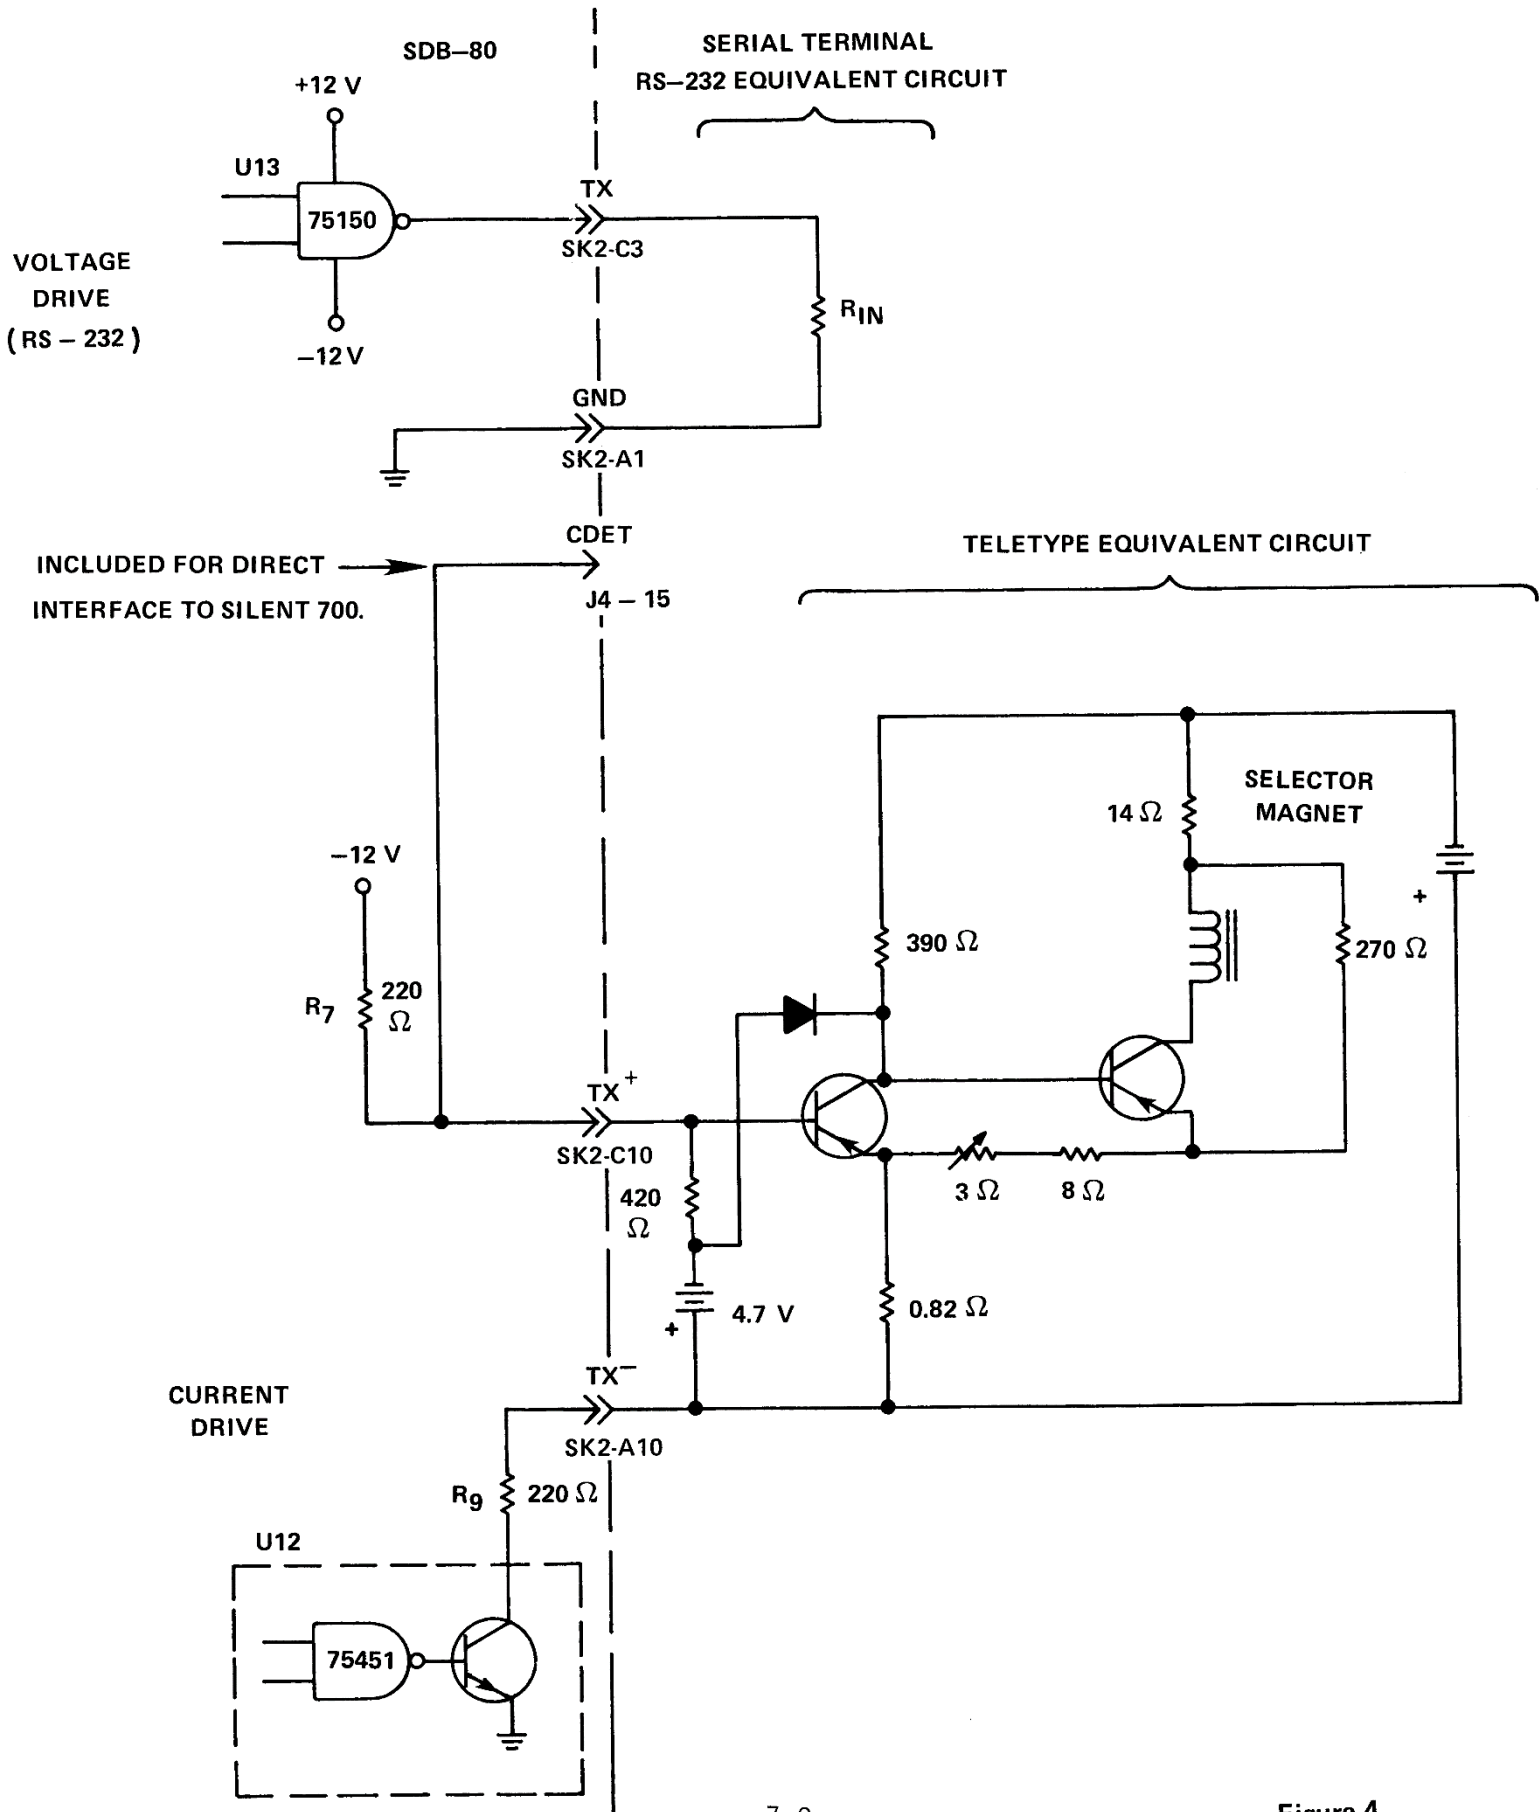 SDB–80
SERIAL TERMINAL
RS–232 EQUIVALENT CIRCUIT
+12 V
U13
75150
TX
SK2-C3
VOLTAGE
DRIVE
( RS – 232 )
–12 V
RIN
GND
SK2-A1
CDET
INCLUDED FOR DIRECT
INTERFACE TO SILENT 700.
J4 – 15
TELETYPE EQUIVALENT CIRCUIT
SELECTOR
MAGNET
14 Ω
–12 V
+
390 Ω
270 Ω
R7
220
Ω
TX+
SK2-C10
420
Ω
3 Ω
8 Ω
4.7 V
+
0.82 Ω
TX–
SK2-A10
CURRENT
DRIVE
R9
220 Ω
U12
75451
Figure 4